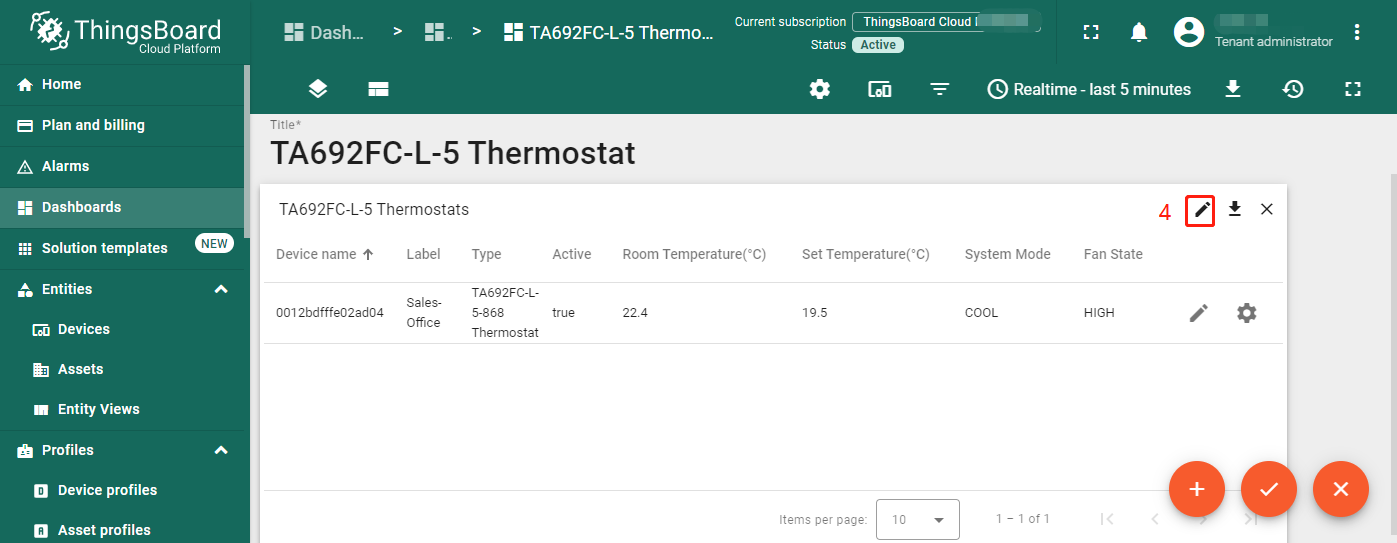 ThingsBoard
Cloud Platform
Dash... > .. > TA692FC-L-5 Thermo...
Current subscription ThingsBoard Cloud
Status Active
Tenant administrator
Home
Plan and billing
Alarms
Dashboards
Solution templates NEW
Entities
Devices
Assets
Entity Views
Profiles
Device profiles
Asset profiles
Realtime - last 5 minutes
Title*
TA692FC-L-5 Thermostat
TA692FC-L-5 Thermostats
4
Device name Label Type Active Room Temperature(°C) Set Temperature(°C) System Mode Fan State
0012bdfffe02ad04 Sales-Office TA692FC-L-5-868 Thermostat true 22.4 19.5 COOL HIGH
Items per page: 10 1 – 1 of 1